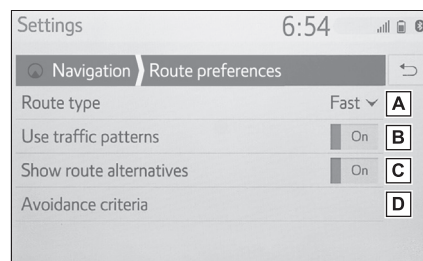 Settings 6:54
Navigation Route preferences
Route type Fast A
Use traffic patterns On B
Show route alternatives On C
Avoidance criteria D